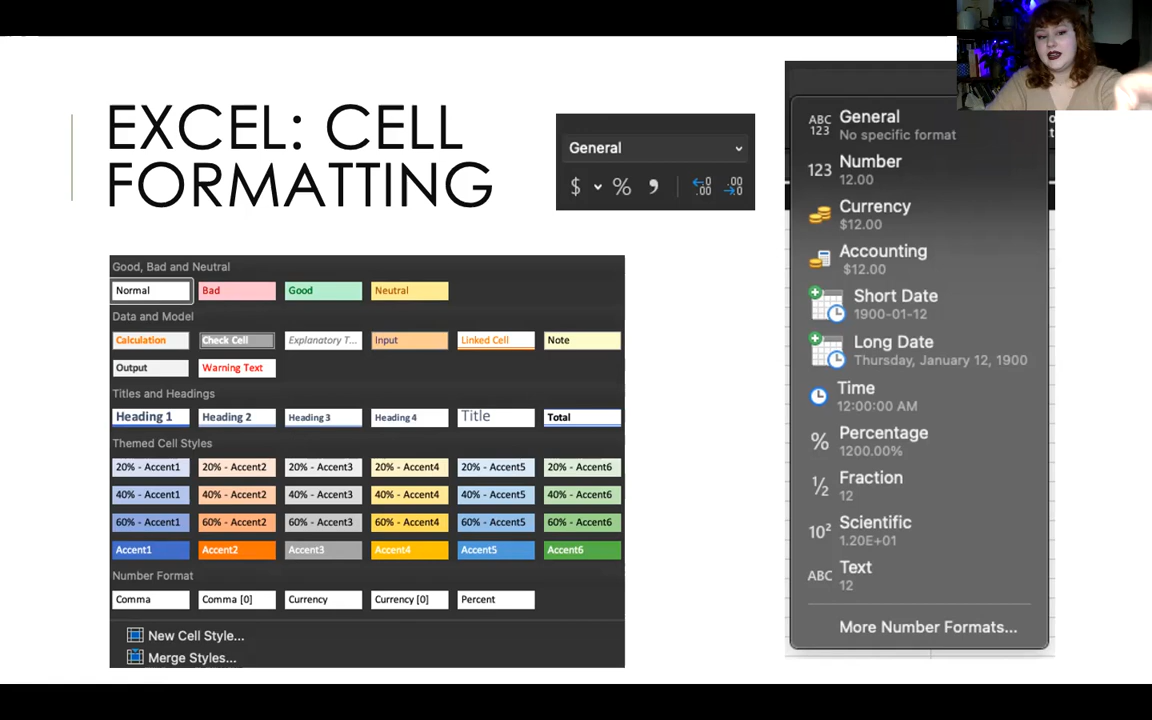 EXCEL: CELL
FORMATTING
General
$ % ,
←0 .00
.00 →0
Good, Bad and Neutral
Normal Bad Good Neutral
Data and Model
Calculation Check Cell Explanatory T... Input Linked Cell Note
Output Warning Text
Titles and Headings
Heading 1 Heading 2 Heading 3 Heading 4 Title Total
Themed Cell Styles
20% - Accent1 20% - Accent2 20% - Accent3 20% - Accent4 20% - Accent5 20% - Accent6
40% - Accent1 40% - Accent2 40% - Accent3 40% - Accent4 40% - Accent5 40% - Accent6
60% - Accent1 60% - Accent2 60% - Accent3 60% - Accent4 60% - Accent5 60% - Accent6
Accent1 Accent2 Accent3 Accent4 Accent5 Accent6
Number Format
Comma Comma [0] Currency Currency [0] Percent
New Cell Style...
Merge Styles...
ABC 123 General
No specific format
123 Number
12.00
Currency
$12.00
Accounting
$12.00
Short Date
1900-01-12
Long Date
Thursday, January 12, 1900
Time
12:00:00 AM
% Percentage
1200.00%
½ Fraction
12
10² Scientific
1.20E+01
ABC Text
12
More Number Formats...